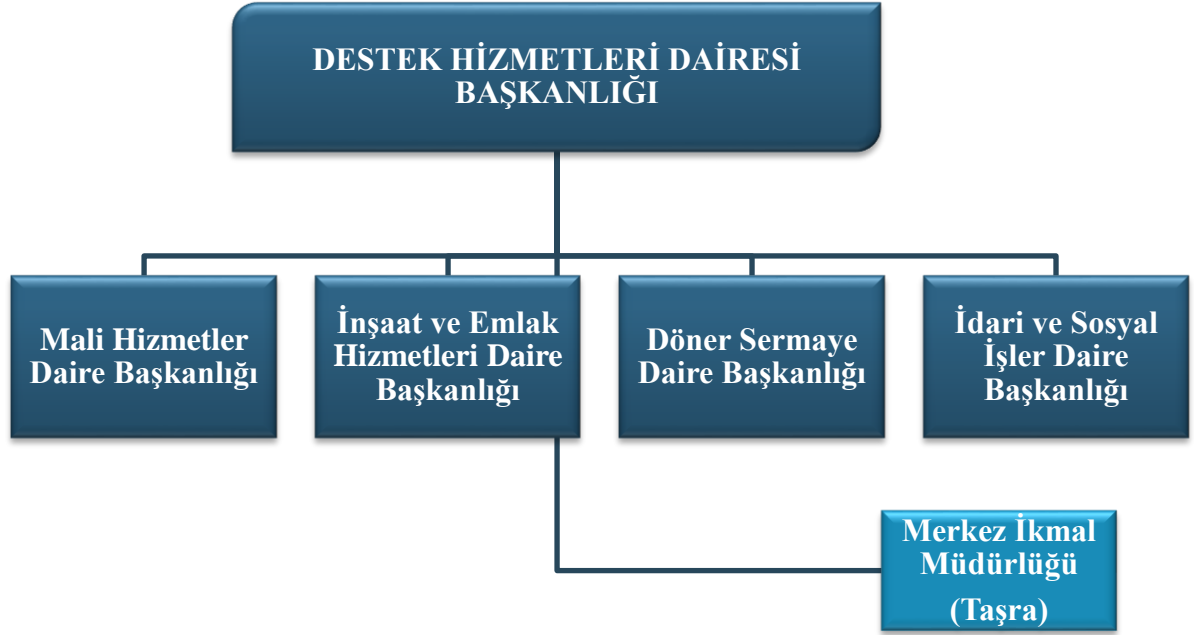 DESTEK HİZMETLERİ DAİRESİ
BAŞKANLIĞI
Mali Hizmetler
Daire Başkanlığı
İnşaat ve Emlak
Hizmetleri Daire
Başkanlığı
Döner Sermaye
Daire Başkanlığı
İdari ve Sosyal
İşler Daire
Başkanlığı
Merkez İkmal
Müdürlüğü
(Taşra)